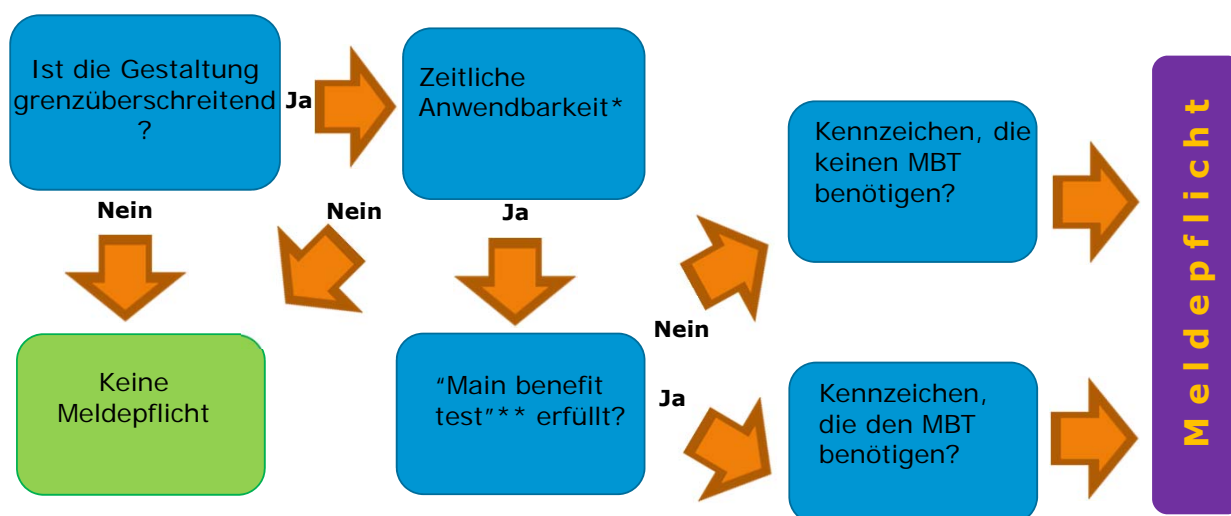 Ist die Gestaltung
grenzüberschreitend
?
Ja
Zeitliche
Anwendbarkeit*
Nein
Nein
Ja
Keine
Meldepflicht
“Main benefit
test”** erfüllt?
Nein
Ja
Kennzeichen, die
keinen MBT
benötigen?
Kennzeichen,
die den MBT
benötigen?
Meldepflicht